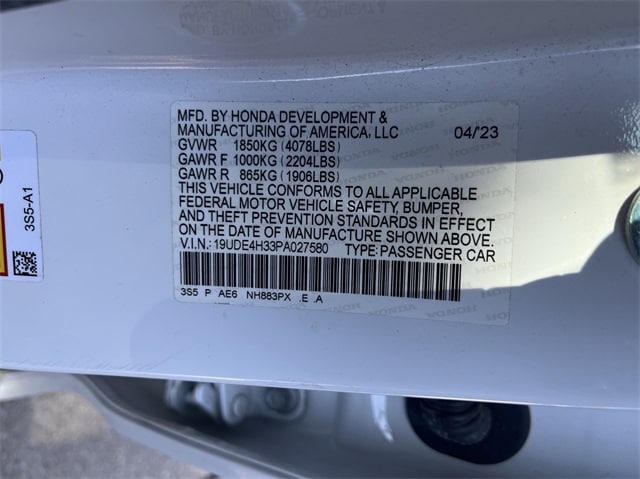 MFD. BY HONDA DEVELOPMENT &
MANUFACTURING OF AMERICA, LLC 04/23
GVWR 1850KG (4078LBS)
GAWR F 1000KG (2204LBS)
GAWR R 865KG (1906LBS)
THIS VEHICLE CONFORMS TO ALL APPLICABLE
FEDERAL MOTOR VEHICLE SAFETY, BUMPER,
AND THEFT PREVENTION STANDARDS IN EFFECT
ON THE DATE OF MANUFACTURE SHOWN ABOVE.
V.I.N: 19UDE4H33PA027580 TYPE:PASSENGER CAR
3S5 P AE6 NH883PX .E .A
3S5-A1